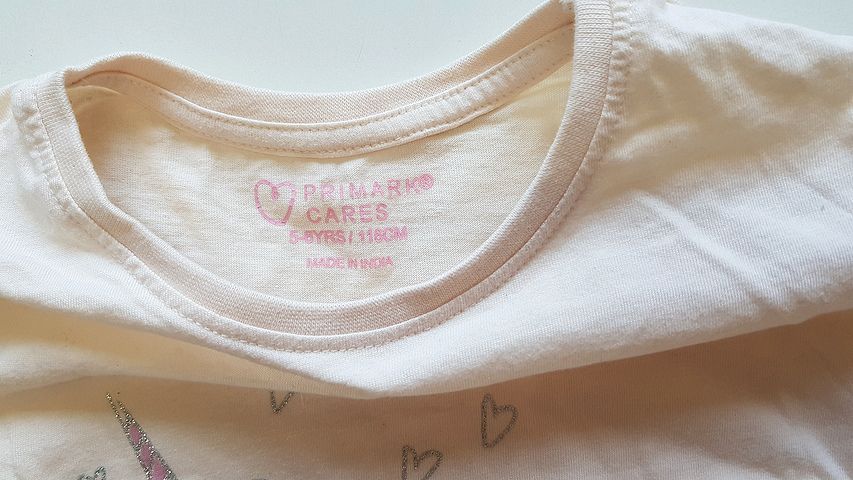 PRIMARK®
CARES
5-6YRS / 116CM
MADE IN INDIA